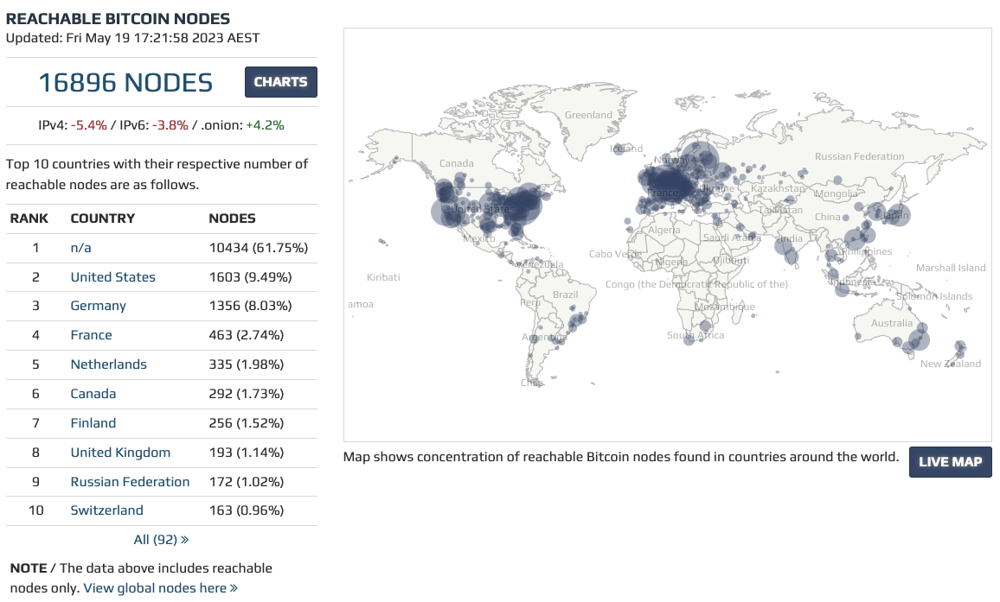 REACHABLE BITCOIN NODES
Updated: Fri May 19 17:21:58 2023 AEST
16896 NODES
CHARTS
IPv4: -5.4% / IPv6: -3.8% / .onion: +4.2%
Top 10 countries with their respective number of
reachable nodes are as follows.
RANK COUNTRY NODES
1 n/a 10434 (61.75%)
2 United States 1603 (9.49%)
3 Germany 1356 (8.03%)
4 France 463 (2.74%)
5 Netherlands 335 (1.98%)
6 Canada 292 (1.73%)
7 Finland 256 (1.52%)
8 United Kingdom 193 (1.14%)
9 Russian Federation 172 (1.02%)
10 Switzerland 163 (0.96%)
All (92) »
NOTE / The data above includes reachable
nodes only. View global nodes here »
Greenland
Iceland
Norway
Russian Federation
Canada
France
Ukraine
Kazakhstan
Mongolia
United States
Tajikistan
China
Japan
Mexico
Algeria
Saudi Arabia
India
Cabo Verde
Nigeria
Djibouti
Philippines
Venezuela
Marshall Island
Kiribati
Congo (the Democratic Republic of the)
Indonesia
Brazil
Solomon Islands
amoa
Peru
Mozambique
Australia
Argentina
South Africa
New Zealand
Chile
Map shows concentration of reachable Bitcoin nodes found in countries around the world.
LIVE MAP